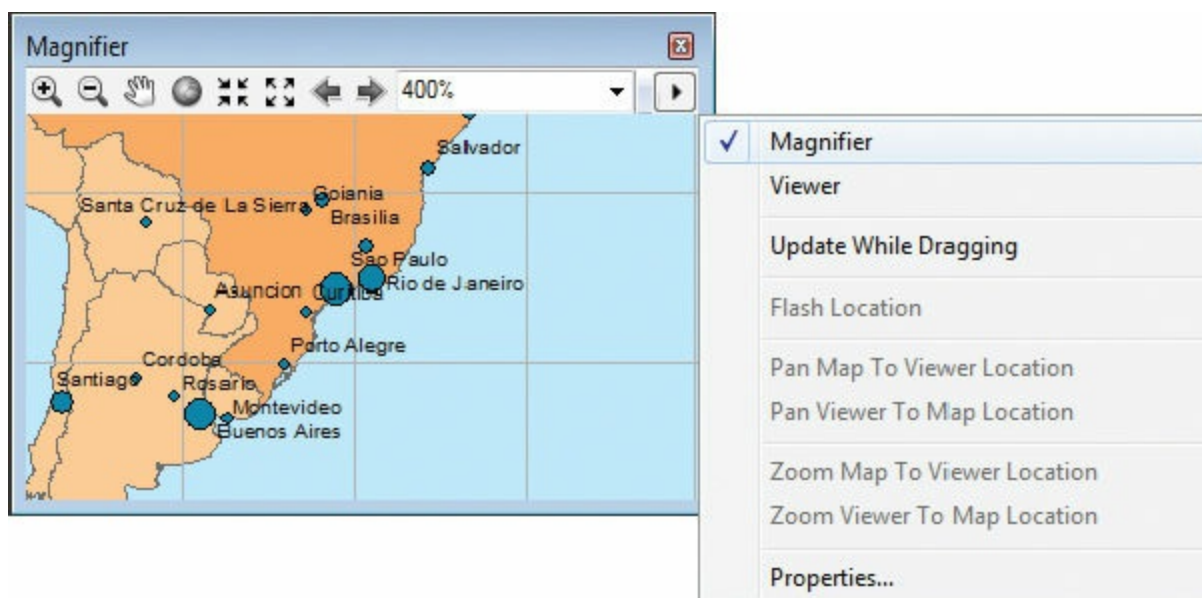 Magnifier
400%
Salvador
Goiania
Santa Cruz de La Sierra
Brasilia
Sao Paulo
Rio de Janeiro
Asuncion
Curitiba
Porto Alegre
Cordoba
Santiago
Rosario
Montevideo
Buenos Aires
Magnifier
Viewer
Update While Dragging
Flash Location
Pan Map To Viewer Location
Pan Viewer To Map Location
Zoom Map To Viewer Location
Zoom Viewer To Map Location
Properties...